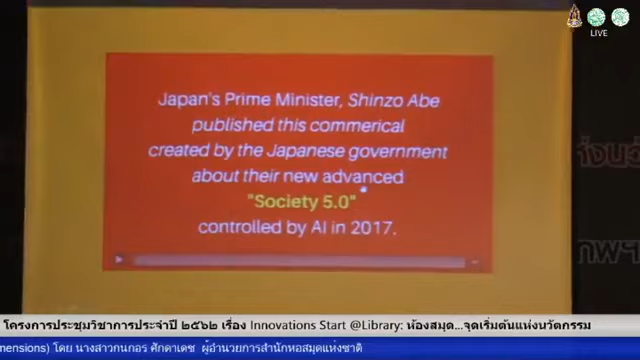 LIVE
Japan's Prime Minister, Shinzo Abe
published this commerical
created by the Japanese government
about their new advanced
"Society 5.0"
controlled by AI in 2017.
โครงการประชุมวิชาการประจำปี ๒๕๖๒ เรื่อง Innovations Start @Library: ห้องสมุด...จุดเริ่มต้นแห่งนวัตกรรม
mensions) โดย นางสาวกนกอร ศักดาเดช ผู้อำนวยการสำนักหอสมุดแห่งชาติ